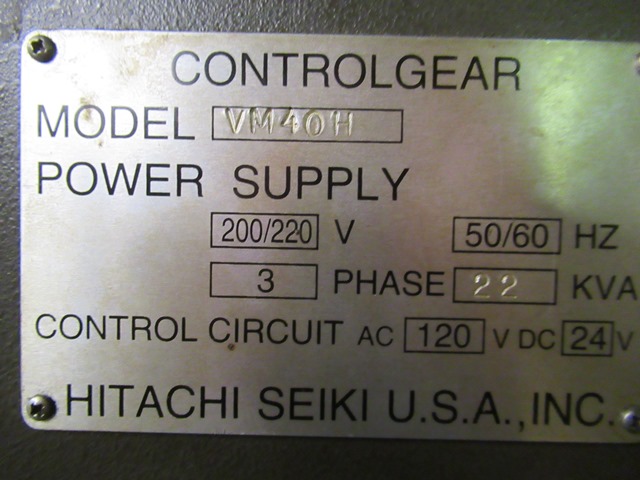 CONTROLGEAR
MODEL VM40H
POWER SUPPLY
200/220 V 50/60 HZ
3 PHASE 22 KVA
CONTROL CIRCUIT AC 120 V DC 24 V
HITACHI SEIKI U.S.A., INC.